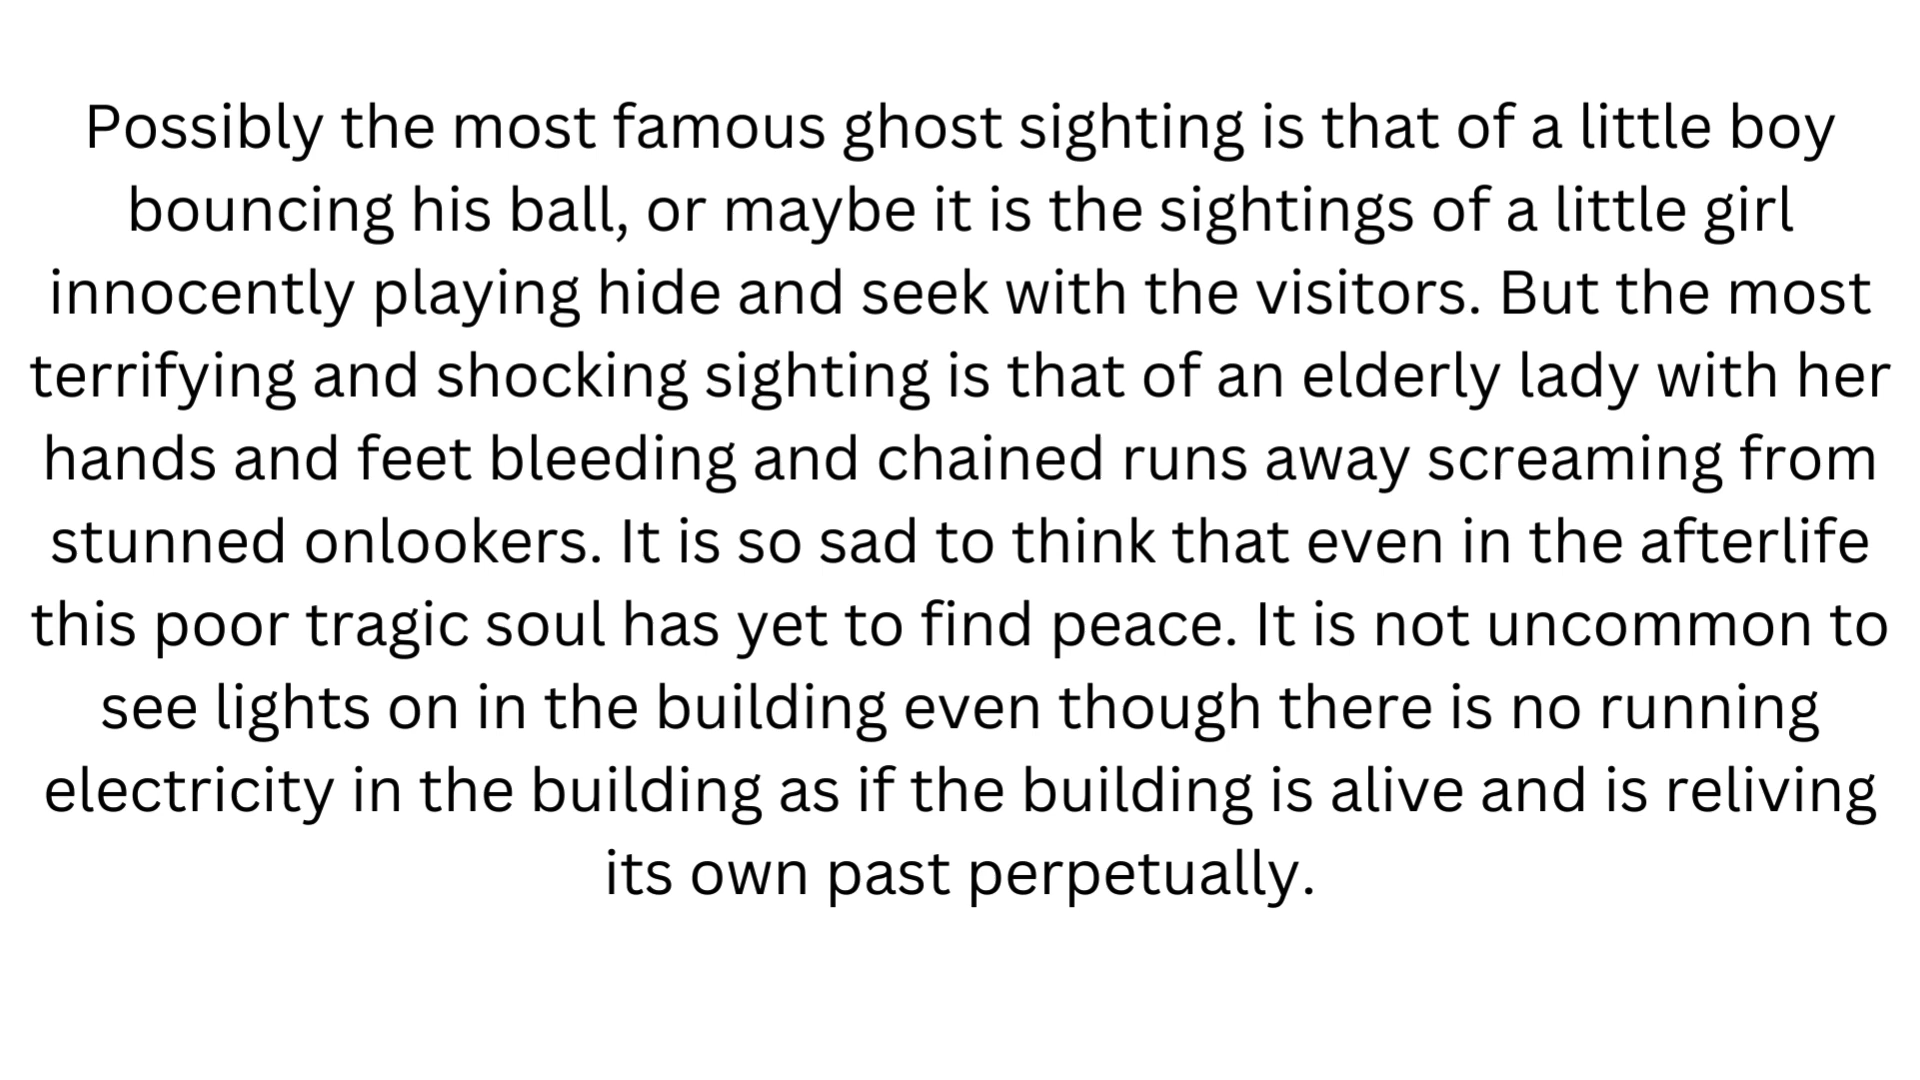 Possibly the most famous ghost sighting is that of a little boy
bouncing his ball, or maybe it is the sightings of a little girl
innocently playing hide and seek with the visitors. But the most
terrifying and shocking sighting is that of an elderly lady with her
hands and feet bleeding and chained runs away screaming from
stunned onlookers. It is so sad to think that even in the afterlife
this poor tragic soul has yet to find peace. It is not uncommon to
see lights on in the building even though there is no running
electricity in the building as if the building is alive and is reliving
its own past perpetually.